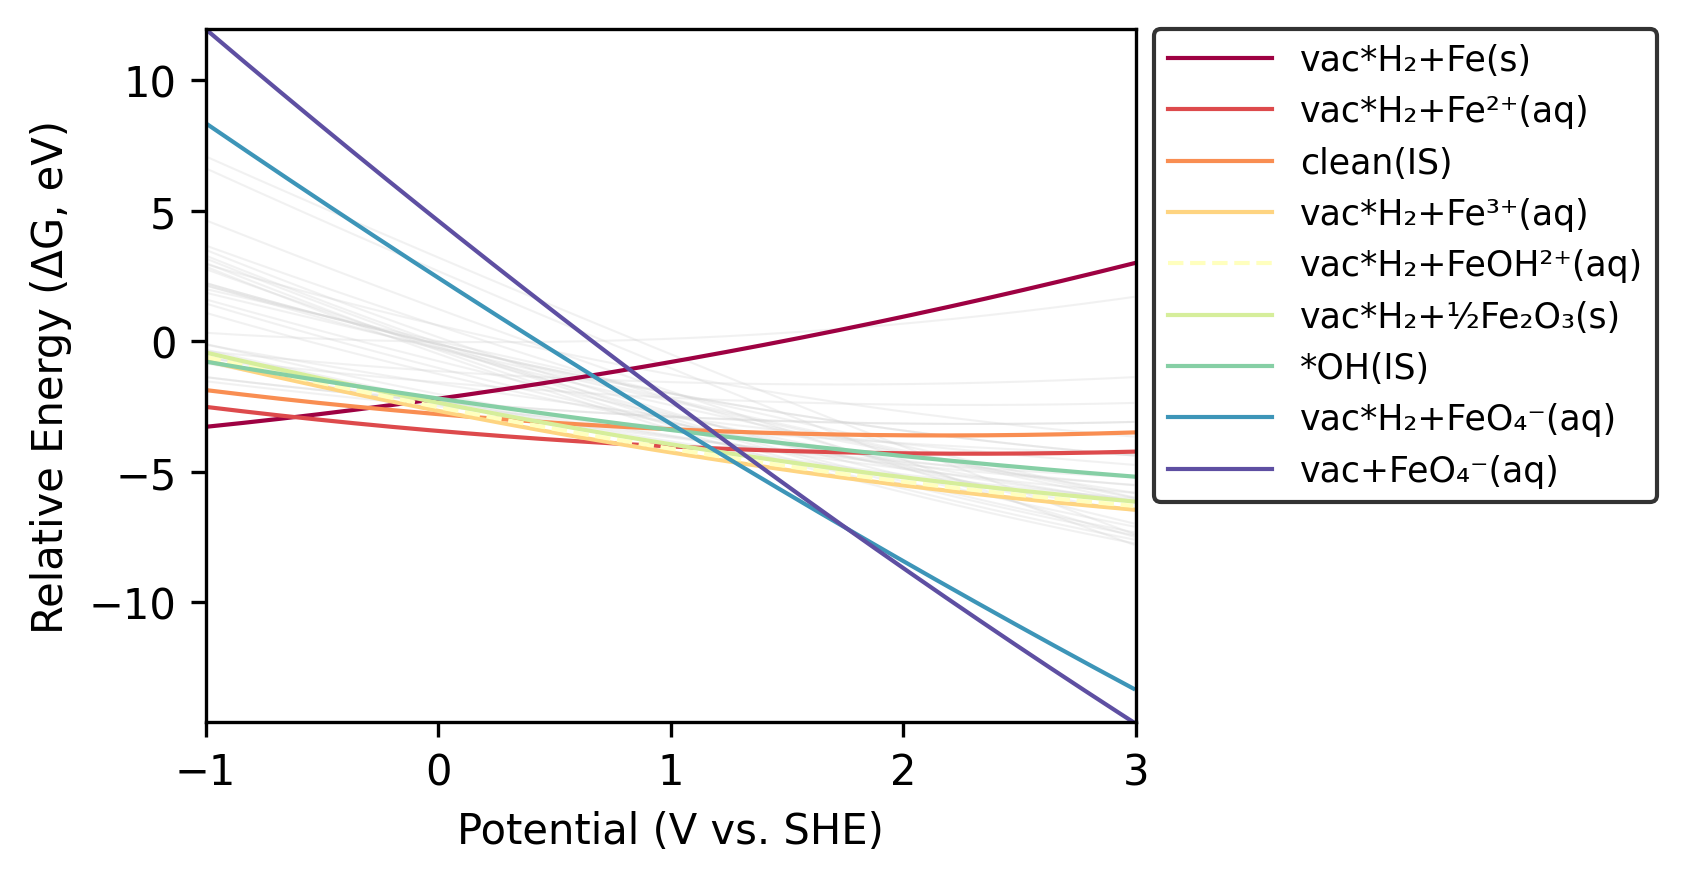 10
5
0
−5
−10
−1
0
1
2
3
Relative Energy (ΔG, eV)
Potential (V vs. SHE)
vac*H₂+Fe(s)
vac*H₂+Fe²⁺(aq)
clean(IS)
vac*H₂+Fe³⁺(aq)
vac*H₂+FeOH²⁺(aq)
vac*H₂+½Fe₂O₃(s)
*OH(IS)
vac*H₂+FeO₄⁻(aq)
vac+FeO₄⁻(aq)